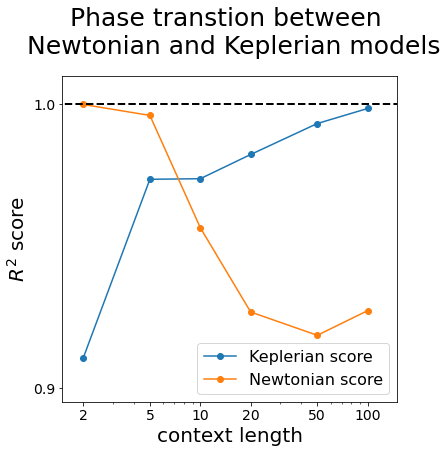 Phase transtion between
Newtonian and Keplerian models
1.0
0.9
R² score
2 5 10 20 50 100
context length
Keplerian score
Newtonian score